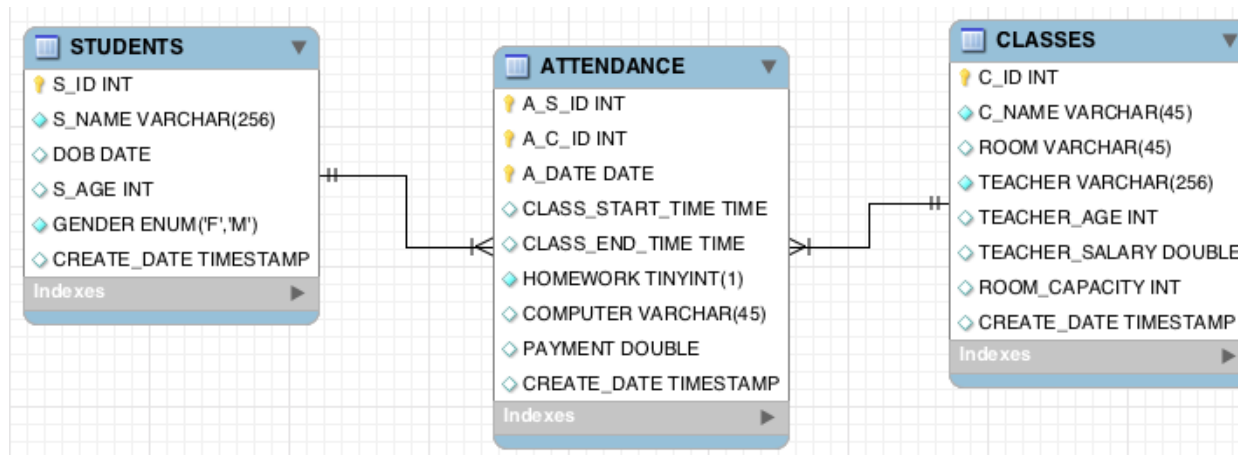 STUDENTS
S_ID INT
S_NAME VARCHAR(256)
DOB DATE
S_AGE INT
GENDER ENUM('F','M')
CREATE_DATE TIMESTAMP
Indexes
ATTENDANCE
A_S_ID INT
A_C_ID INT
A_DATE DATE
CLASS_START_TIME TIME
CLASS_END_TIME TIME
HOMEWORK TINYINT(1)
COMPUTER VARCHAR(45)
PAYMENT DOUBLE
CREATE_DATE TIMESTAMP
Indexes
CLASSES
C_ID INT
C_NAME VARCHAR(45)
ROOM VARCHAR(45)
TEACHER VARCHAR(256)
TEACHER_AGE INT
TEACHER_SALARY DOUBLE
ROOM_CAPACITY INT
CREATE_DATE TIMESTAMP
Indexes